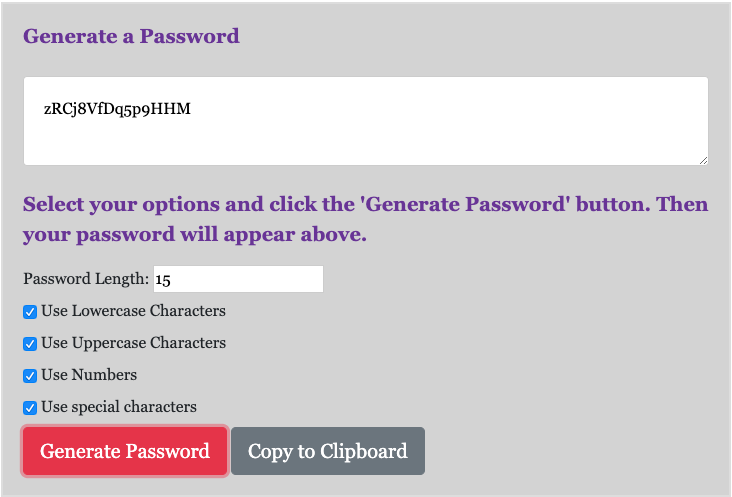 Generate a Password
zRCj8VfDq5p9HHM
Select your options and click the 'Generate Password' button. Then
your password will appear above.
Password Length: 15
Use Lowercase Characters
Use Uppercase Characters
Use Numbers
Use special characters
Generate Password Copy to Clipboard